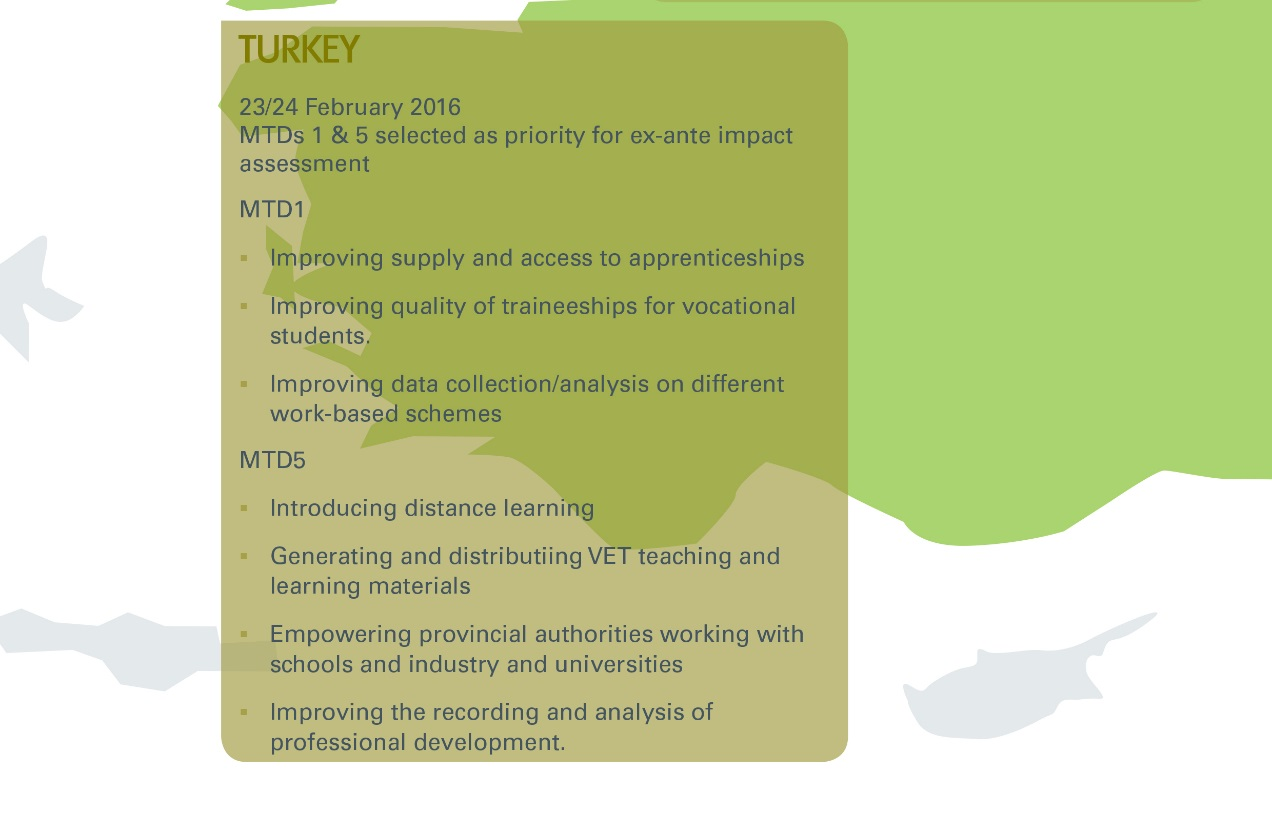 TURKEY
23/24 February 2016
MTDs 1 & 5 selected as priority for ex-ante impact
assessment
MTD1
▪ Improving supply and access to apprenticeships
▪ Improving quality of traineeships for vocational
students.
▪ Improving data collection/analysis on different
work-based schemes
MTD5
▪ Introducing distance learning
▪ Generating and distributiing VET teaching and
learning materials
▪ Empowering provincial authorities working with
schools and industry and universities
▪ Improving the recording and analysis of
professional development.